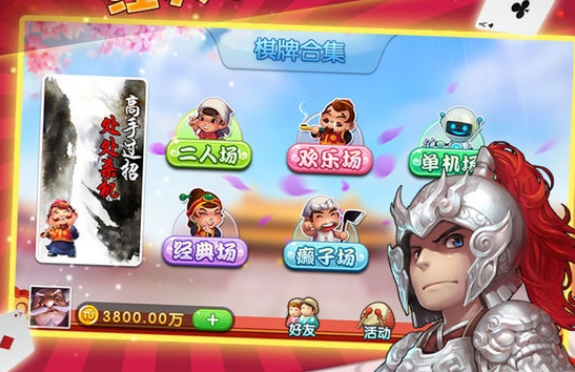 棋牌合集
高手过招
处处杀机
二人场
欢乐场
单机场
经典场
癞子场
3800.00万
+
好友
活动